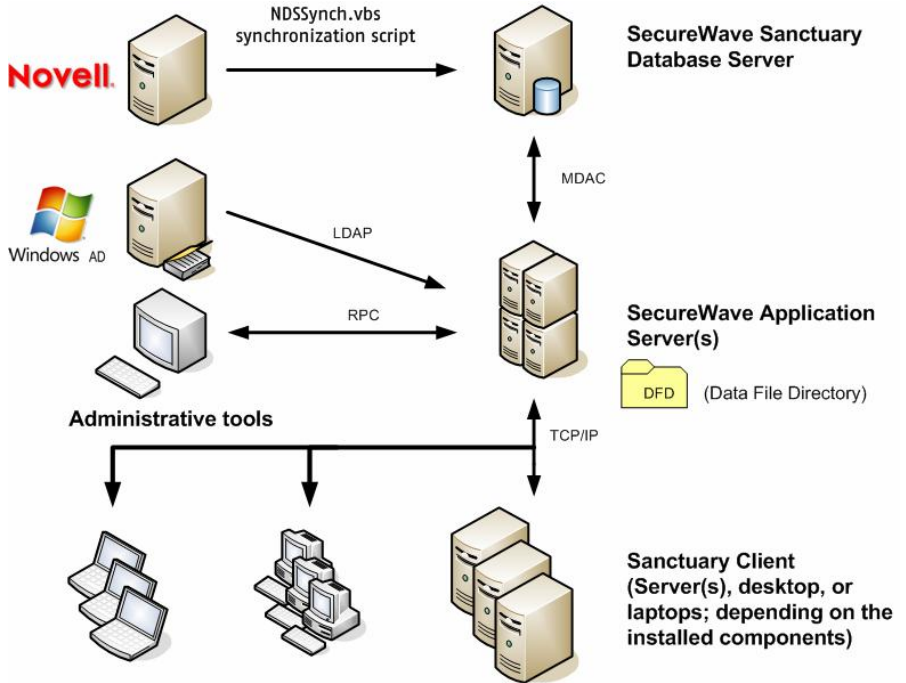 NDSSynch.vbs
synchronization script
Novell.
SecureWave Sanctuary
Database Server
MDAC
Windows AD
LDAP
RPC
SecureWave Application
Server(s)
DFD
(Data File Directory)
Administrative tools
TCP/IP
Sanctuary Client
(Server(s), desktop, or
laptops; depending on the
installed components)